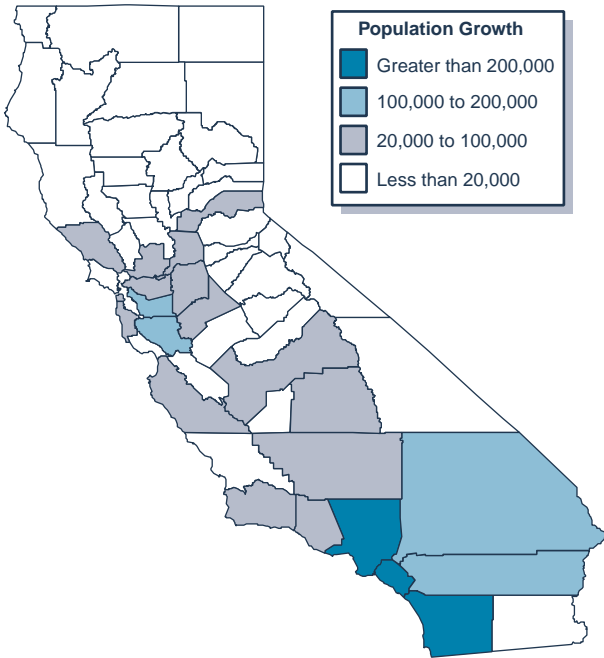 Population Growth
Greater than 200,000
100,000 to 200,000
20,000 to 100,000
Less than 20,000